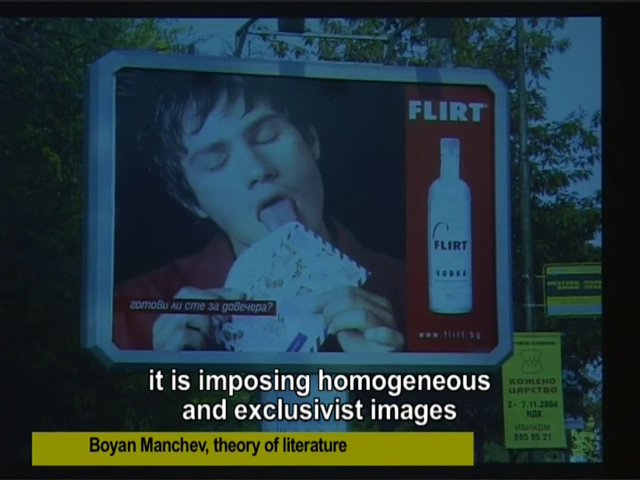 FLIRT
FLIRT
VODKA
готови ли сте за довечера?
www.flirt.bg
КОЖЕНО
ЦАРСТВО
2- 7.11.2004
НДК
it is imposing homogeneous
and exclusivist images
Boyan Manchev, theory of literature